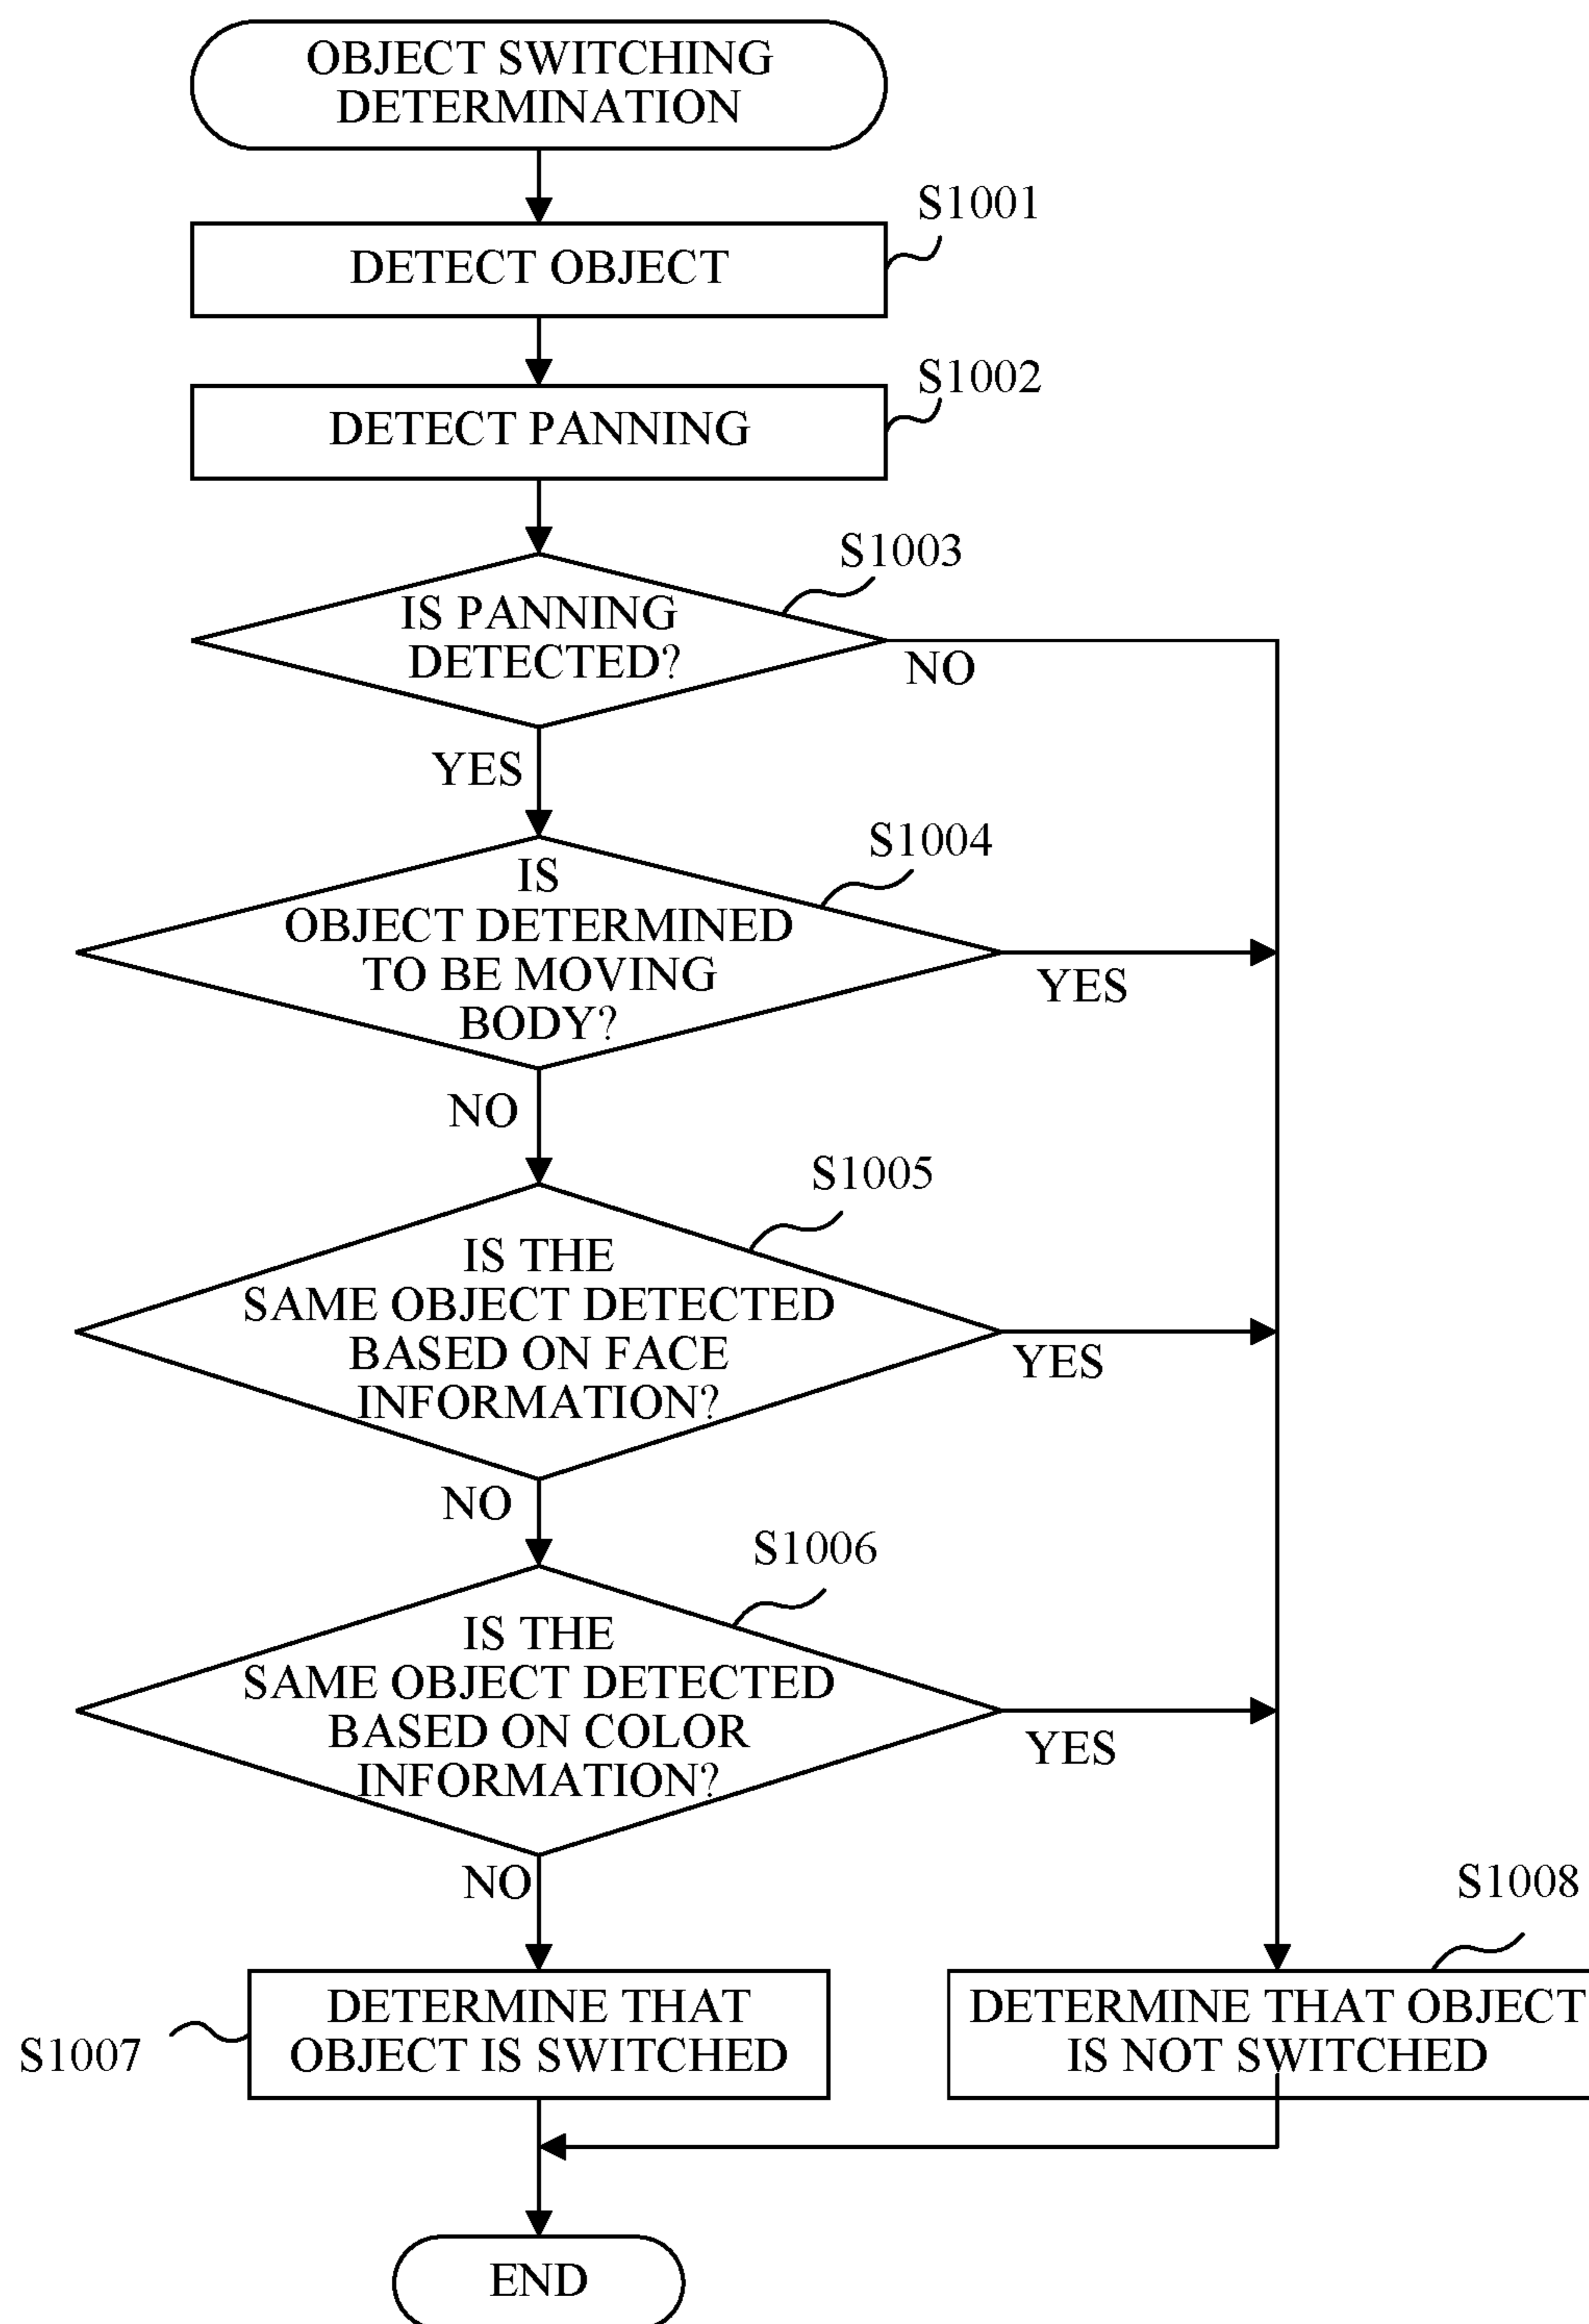 OBJECT SWITCHING
DETERMINATION
S1001
DETECT OBJECT
S1002
DETECT PANNING
S1003
IS PANNING
DETECTED?
NO
YES
S1004
IS
OBJECT DETERMINED
TO BE MOVING
BODY?
YES
NO
S1005
IS THE
SAME OBJECT DETECTED
BASED ON FACE
INFORMATION?
YES
NO
S1006
IS THE
SAME OBJECT DETECTED
BASED ON COLOR
INFORMATION?
YES
NO
S1007
DETERMINE THAT
OBJECT IS SWITCHED
S1008
DETERMINE THAT OBJECT
IS NOT SWITCHED
END